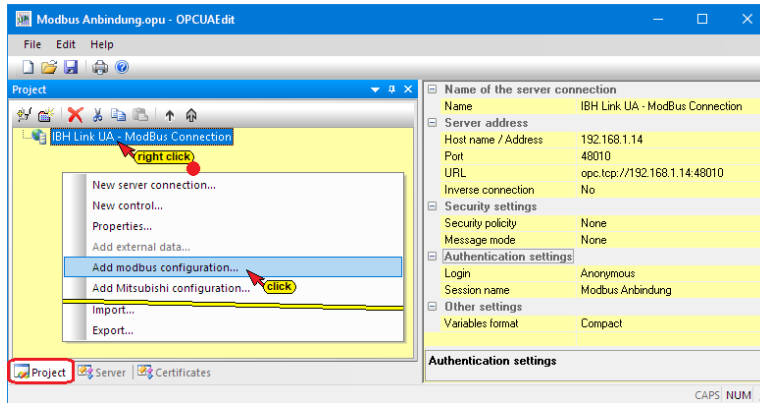 Modbus Anbindung.opu - OPCUAEdit
File Edit Help
Project
IBH Link UA - ModBus Connection
right click
New server connection...
New control...
Properties...
Add external data...
Add modbus configuration...
click
Add Mitsubishi configuration...
Import...
Export...
Project Server Certificates
Name of the server connection
Name IBH Link UA - ModBus Connection
Server address
Host name / Address 192.168.1.14
Port 48010
URL opc.tcp://192.168.1.14:48010
Inverse connection No
Security settings
Security policity None
Message mode None
Authentication settings
Login Anonymous
Session name Modbus Anbindung
Other settings
Variables format Compact
Authentication settings
CAPS NUM